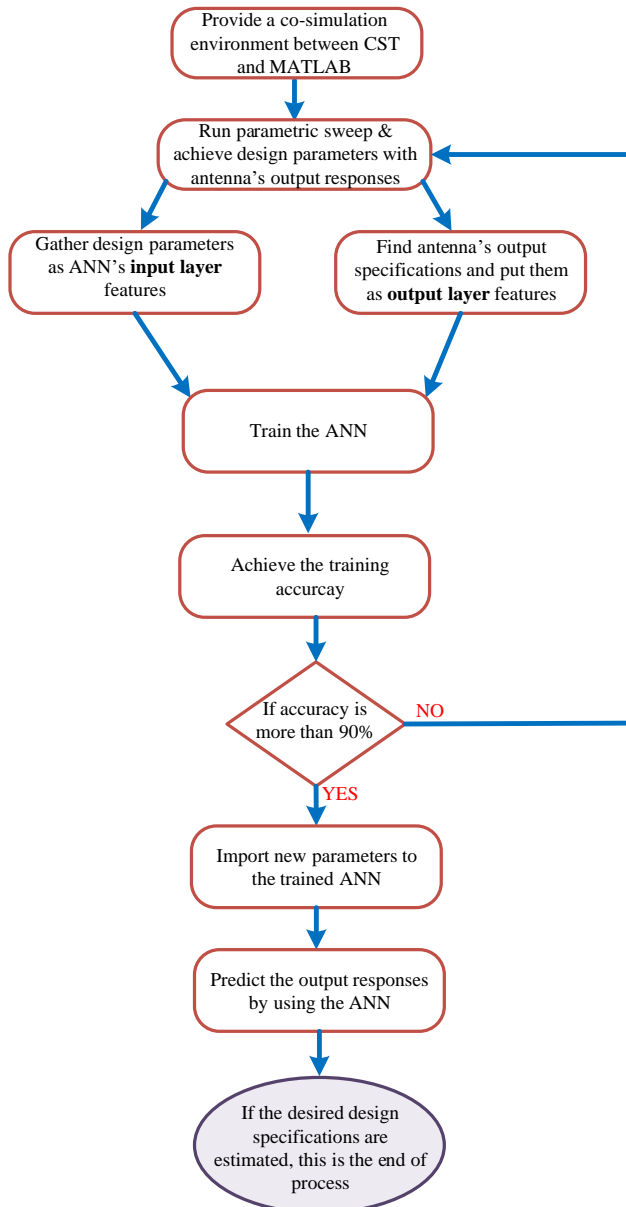 Provide a co-simulation
environment between CST
and MATLAB
Run parametric sweep &
achieve design parameters with
antenna's output responses
Gather design parameters
as ANN's input layer
features
Find antenna's output
specifications and put them
as output layer features
Train the ANN
Achieve the training
accurcay
If accuracy is
more than 90%
NO
YES
Import new parameters to
the trained ANN
Predict the output responses
by using the ANN
If the desired design
specifications are
estimated, this is the end of
process